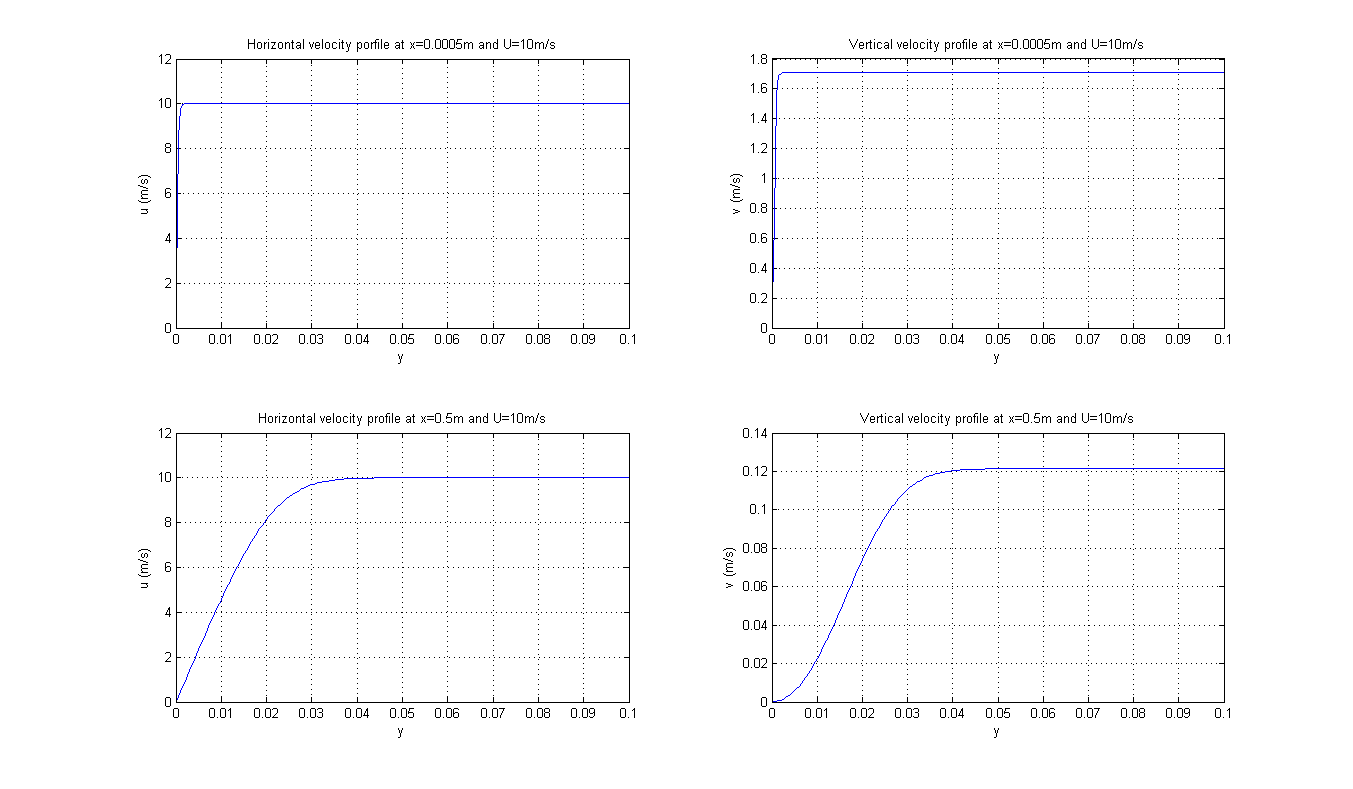 Horizontal velocity porfile at x=0.0005m and U=10m/s
12
10
8
6
4
2
0
u (m/s)
0 0.01 0.02 0.03 0.04 0.05 0.06 0.07 0.08 0.09 0.1
y
Vertical velocity profile at x=0.0005m and U=10m/s
1.8
1.6
1.4
1.2
1
0.8
0.6
0.4
0.2
0
v (m/s)
0 0.01 0.02 0.03 0.04 0.05 0.06 0.07 0.08 0.09 0.1
y
Horizontal velocity profile at x=0.5m and U=10m/s
12
10
8
6
4
2
0
u (m/s)
0 0.01 0.02 0.03 0.04 0.05 0.06 0.07 0.08 0.09 0.1
y
Vertical velocity profile at x=0.5m and U=10m/s
0.14
0.12
0.1
0.08
0.06
0.04
0.02
0
v (m/s)
0 0.01 0.02 0.03 0.04 0.05 0.06 0.07 0.08 0.09 0.1
y